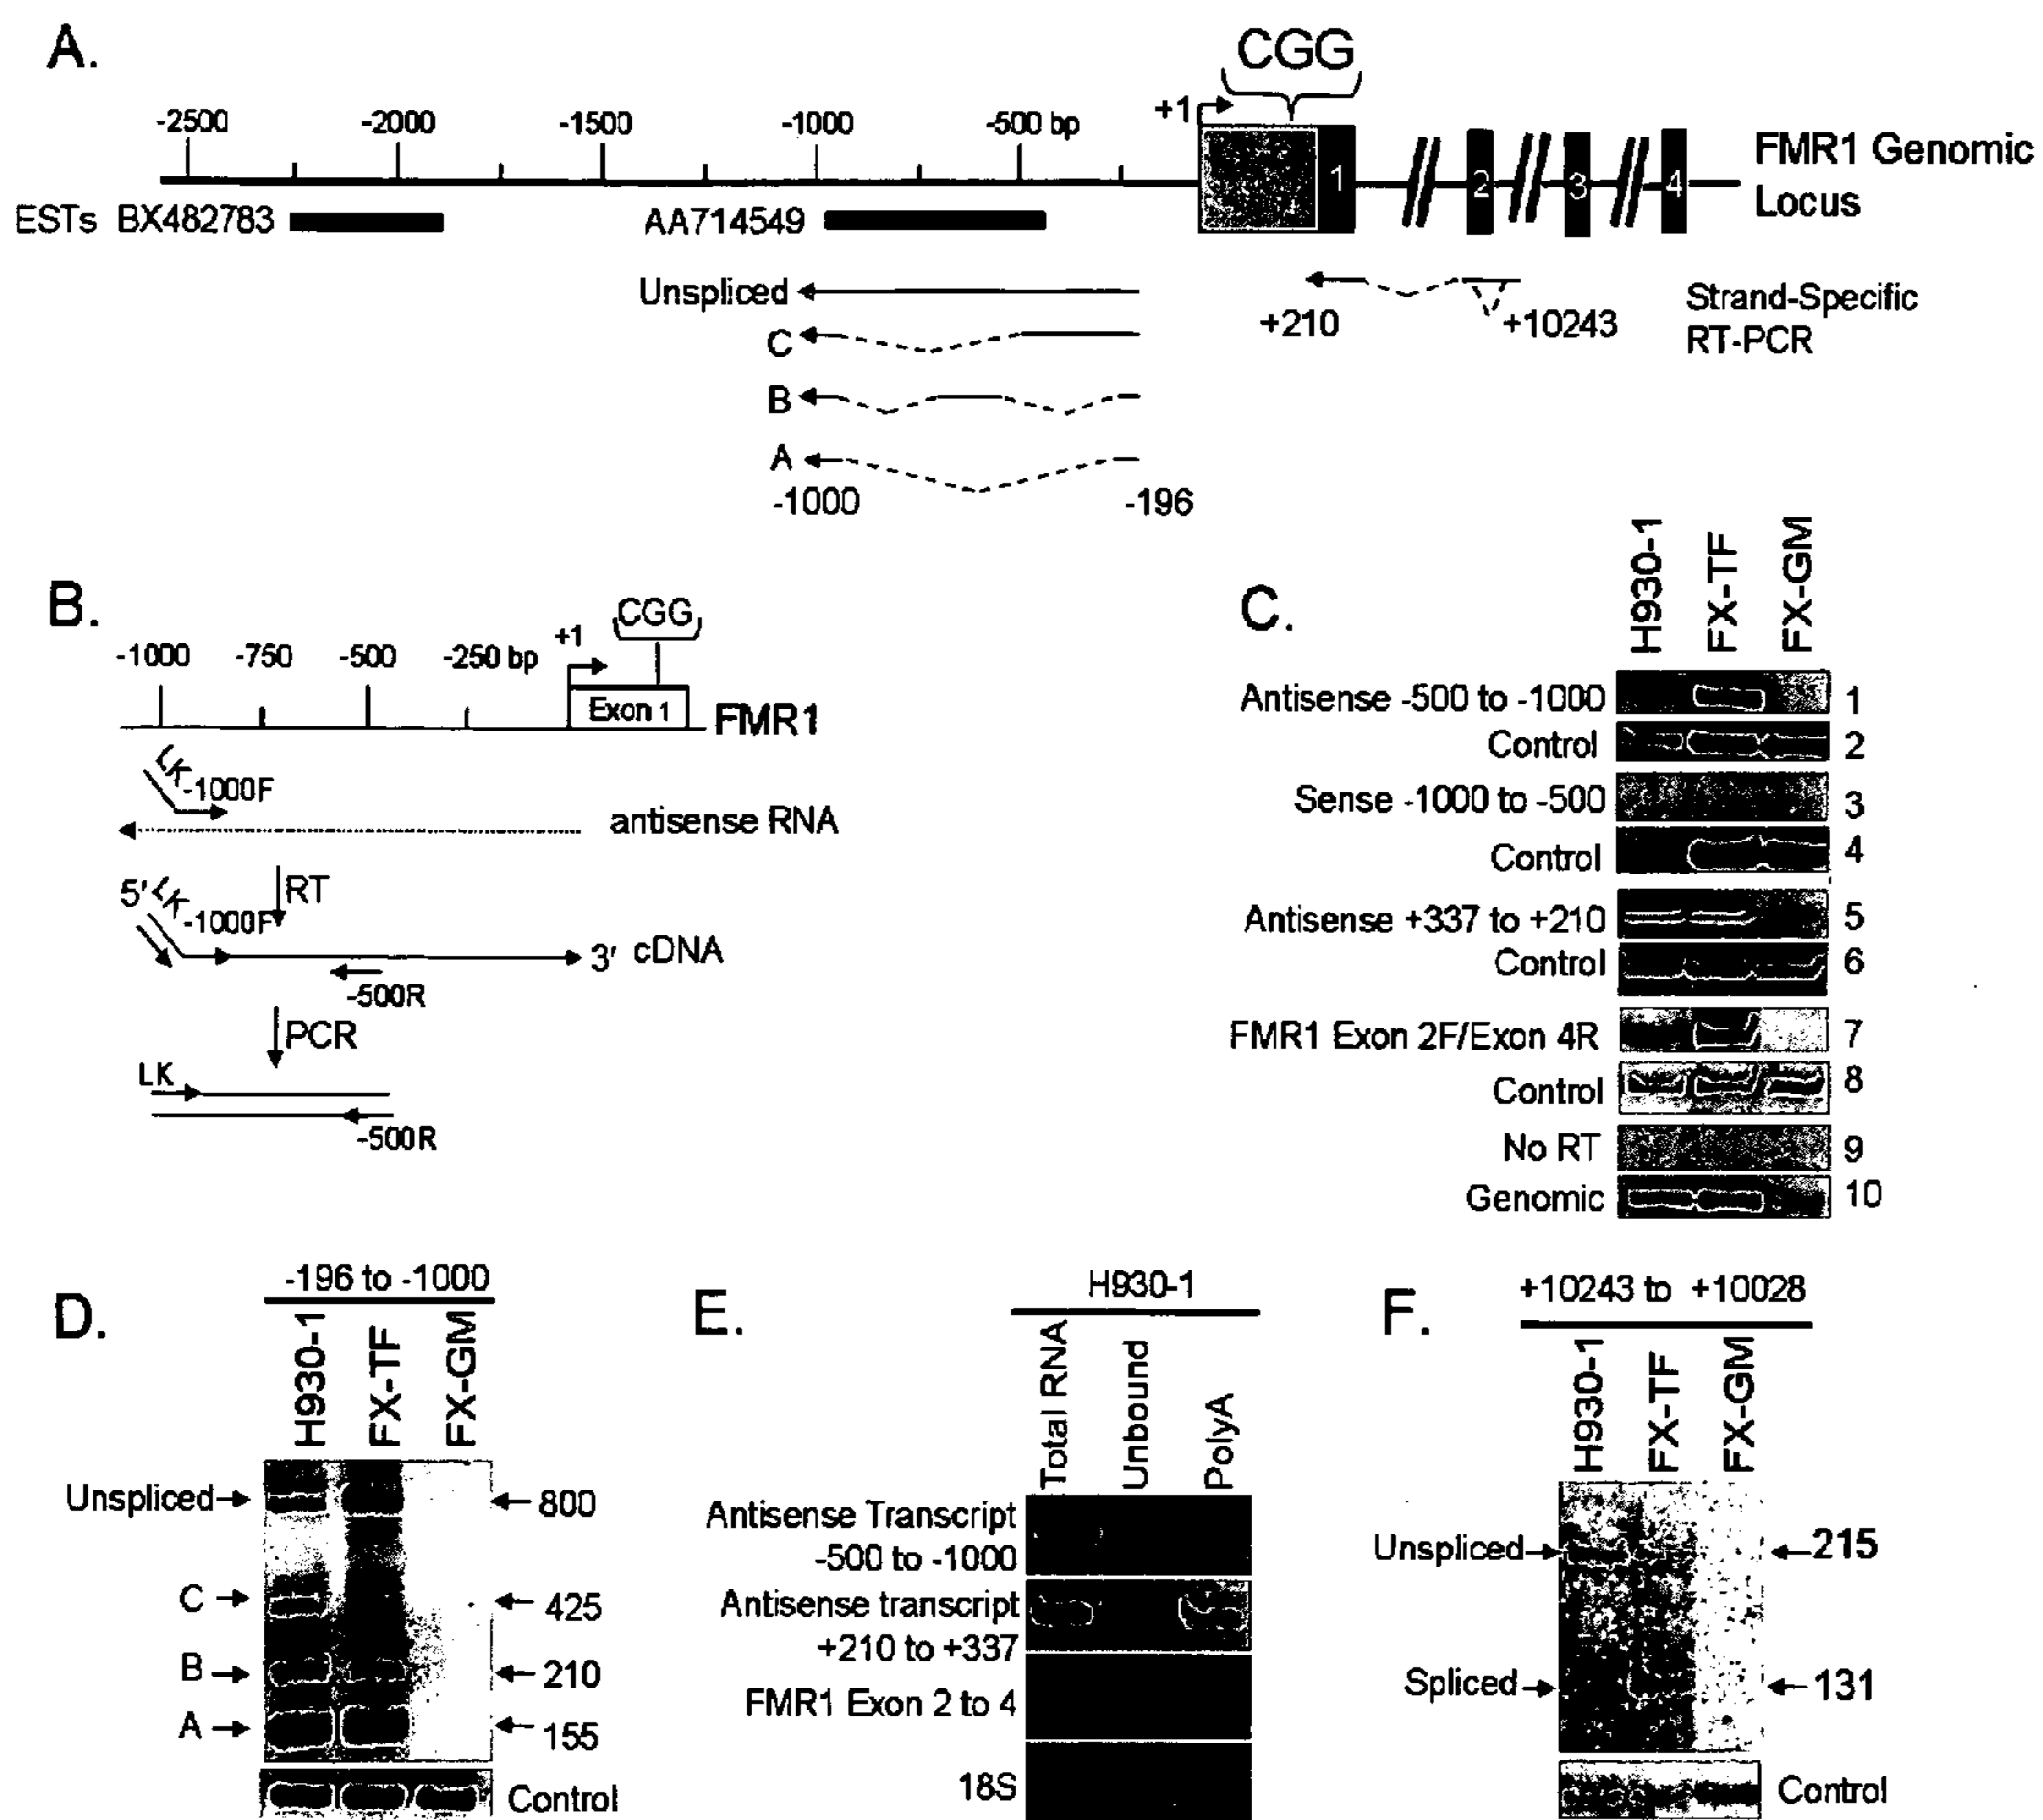 A.
CGG
-2500 -2000 -1500 -1000 -500 bp +1
1 2 3 4
FMR1 Genomic
Locus
ESTs BX482783 AA714549
Unspliced
C
B
A
-1000 -196
+210 +10243
Strand-Specific
RT-PCR
B.
CGG
+1
-1000 -750 -500 -250 bp
Exon 1
FMR1
LK
-1000F
antisense RNA
RT
5' LK
-1000F
3' cDNA
-500R
PCR
LK
-500R
C.
H930-1 FX-TF FX-GM
Antisense -500 to -1000 1
Control 2
Sense -1000 to -500 3
Control 4
Antisense +337 to +210 5
Control 6
FMR1 Exon 2F/Exon 4R 7
Control 8
No RT 9
Genomic 10
D.
-196 to -1000
H930-1 FX-TF FX-GM
Unspliced 800
C 425
B 210
A 155
Control
E.
H930-1
Total RNA Unbound PolyA
Antisense Transcript
-500 to -1000
Antisense transcript
+210 to +337
FMR1 Exon 2 to 4
18S
F.
+10243 to +10028
H930-1 FX-TF FX-GM
Unspliced 215
Spliced 131
Control